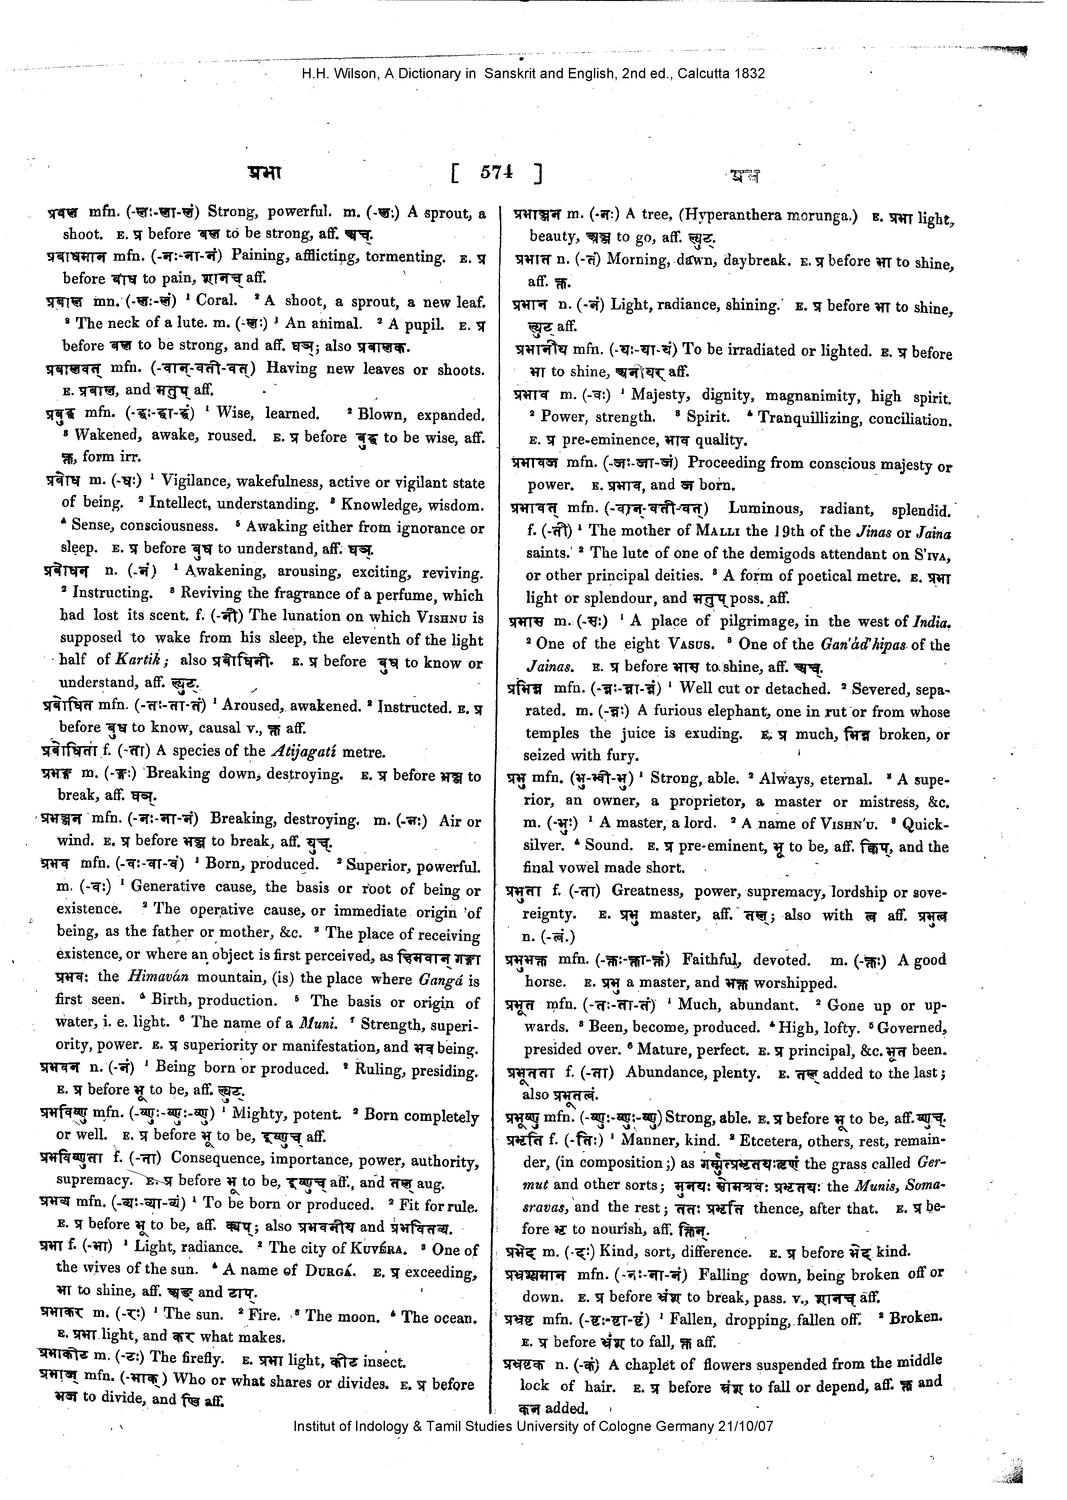 H.H. Wilson, A Dictionary in Sanskrit and English, 2nd ed., Calcutta 1832
प्रभा [ 574 ] प्रभ
प्रबल mfn. (-लः-ला-लं) Strong, powerful. m. (-लः) A sprout, a
shoot. E. प्र before बल to be strong, aff. अच्.
प्रबाधमान mfn. (-नः-ना-नं) Paining, afflicting, tormenting. E. प्र
before बाध to pain, शानच् aff.
प्रबाल mn. (-लः-लं) ¹ Coral. ² A shoot, a sprout, a new leaf.
³ The neck of a lute. m. (-लः) ¹ An animal. ² A pupil. E. प्र
before बल to be strong, and aff. घञ्; also प्रबालक.
प्रबालवत् mfn. (-वान्-वती-वत्) Having new leaves or shoots.
E. प्रबाल, and मतुप् aff.
प्रबुद्ध mfn. (-द्धः-द्धा-द्धं) ¹ Wise, learned. ² Blown, expanded.
³ Wakened, awake, roused. E. प्र before बुद्ध to be wise, aff.
क्त, form irr.
प्रबोध m. (-धः) ¹ Vigilance, wakefulness, active or vigilant state
of being. ² Intellect, understanding. ³ Knowledge, wisdom.
⁴ Sense, consciousness. ⁵ Awaking either from ignorance or
sleep. E. प्र before बुध to understand, aff. घञ्.
प्रबोधन n. (-नं) ¹ Awakening, arousing, exciting, reviving.
² Instructing. ³ Reviving the fragrance of a perfume, which
had lost its scent. f. (-नी) The lunation on which VISHNU is
supposed to wake from his sleep, the eleventh of the light
half of Kartik; also प्रबोधिनी. E. प्र before बुध to know or
understand, aff. ल्युट्.
प्रबोधित mfn. (-तः-ता-तं) ¹ Aroused, awakened. ² Instructed. E. प्र
before बुध to know, causal v., क्त aff.
प्रबोधिता f. (-ता) A species of the Atijagatí metre.
प्रभङ्ग m. (-ङ्गः) Breaking down, destroying. E. प्र before भञ्ज to
break, aff. घञ्.
प्रभञ्जन mfn. (-नः-ना-नं) Breaking, destroying. m. (-नः) Air or
wind. E. प्र before भञ्ज to break, aff. युच्.
प्रभव mfn. (-वः-वा-वं) ¹ Born, produced. ² Superior, powerful.
m. (-वः) ¹ Generative cause, the basis or root of being or
existence. ² The operative cause, or immediate origin of
being, as the father or mother, &c. ³ The place of receiving
existence, or where an object is first perceived, as हिमवान् गङ्गा
प्रभवः the Himaván mountain, (is) the place where Gangá is
first seen. ⁴ Birth, production. ⁵ The basis or origin of
water, i. e. light. ⁶ The name of a Muni. ⁷ Strength, superi-
ority, power. E. प्र superiority or manifestation, and भव being.
प्रभवन n. (-नं) ¹ Being born or produced. ² Ruling, presiding.
E. प्र before भू to be, aff. ल्युट्.
प्रभविष्णु mfn. (-ष्णुः-ष्णुः-ष्णु) ¹ Mighty, potent. ² Born completely
or well. E. प्र before भू to be, इष्णुच् aff.
प्रभविष्णुता f. (-ता) Consequence, importance, power, authority,
supremacy. E. प्र before भू to be, इष्णुच् aff., and तल् aug.
प्रभव्य mfn. (-व्यः-व्या-व्यं) ¹ To be born or produced. ² Fit for rule.
E. प्र before भू to be, aff. क्यप्; also प्रभवनीय and प्रभवितव्य.
प्रभा f. (-भा) ¹ Light, radiance. ² The city of KUVÉRA. ³ One of
the wives of the sun. ⁴ A name of DURGÁ. E. प्र exceeding,
भा to shine, aff. अङ् and टाप्.
प्रभाकर m. (-रः) ¹ The sun. ² Fire. ³ The moon. ⁴ The ocean.
E. प्रभा light, and कर what makes.
प्रभाकीट m. (-टः) The firefly. E. प्रभा light, कीट insect.
प्रभाज् mfn. (-भाक्) Who or what shares or divides. E. प्र before
भज to divide, and ण्वि aff.
प्रभाञ्जन m. (-नः) A tree, (Hyperanthera morunga.) E. प्रभा light,
beauty, अञ्ज to go, aff. ल्युट्.
प्रभात n. (-तं) Morning, dawn, daybreak. E. प्र before भा to shine,
aff. क्त.
प्रभान n. (-नं) Light, radiance, shining. E. प्र before भा to shine,
ल्युट् aff.
प्रभानीय mfn. (-यः-या-यं) To be irradiated or lighted. E. प्र before
भा to shine, अनीयर् aff.
प्रभाव m. (-वः) ¹ Majesty, dignity, magnanimity, high spirit.
² Power, strength. ³ Spirit. ⁴ Tranquillizing, conciliation.
E. प्र pre-eminence, भाव quality.
प्रभावज mfn. (-जः-जा-जं) Proceeding from conscious majesty or
power. E. प्रभाव, and ज born.
प्रभावत् mfn. (-वान्-वती-वत्) Luminous, radiant, splendid.
f. (-ती) ¹ The mother of MALLI the 19th of the Jinas or Jaina
saints. ² The lute of one of the demigods attendant on S'IVA,
or other principal deities. ³ A form of poetical metre. E. प्रभा
light or splendour, and मतुप् poss. aff.
प्रभास m. (-सः) ¹ A place of pilgrimage, in the west of India.
² One of the eight VASUS. ³ One of the Gan'ád'hipas of the
Jainas. E. प्र before भास to shine, aff. अच्.
प्रभिन्न mfn. (-न्नः-न्ना-न्नं) ¹ Well cut or detached. ² Severed, sepa-
rated. m. (-न्नः) A furious elephant, one in rut or from whose
temples the juice is exuding. E. प्र much, भिन्न broken, or
seized with fury.
प्रभु mfn. (भुः-भ्वी-भु) ¹ Strong, able. ² Always, eternal. ³ A supe-
rior, an owner, a proprietor, a master or mistress, &c.
m. (-भुः) ¹ A master, a lord. ² A name of VISHN'U. ³ Quick-
silver. ⁴ Sound. E. प्र pre-eminent, भू to be, aff. क्विप्, and the
final vowel made short.
प्रभुता f. (-ता) Greatness, power, supremacy, lordship or sove-
reignty. E. प्रभु master, aff. तल्; also with त्व aff. प्रभुत्व
n. (-त्वं.)
प्रभुभक्त mfn. (-क्तः-क्ता-क्तं) Faithful, devoted. m. (-क्तः) A good
horse. E. प्रभु a master, and भक्त worshipped.
प्रभूत mfn. (-तः-ता-तं) ¹ Much, abundant. ² Gone up or up-
wards. ³ Been, become, produced. ⁴ High, lofty. ⁵ Governed,
presided over. ⁶ Mature, perfect. E. प्र principal, &c. भूत been.
प्रभूतता f. (-ता) Abundance, plenty. E. तल् added to the last;
also प्रभूतत्वं.
प्रभूष्णु mfn. (-ष्णुः-ष्णुः-ष्णु) Strong, able. E. प्र before भू to be, aff. ष्णुच्.
प्रभृति f. (-तिः) ¹ Manner, kind. ² Etcetera, others, rest, remain-
der, (in composition;) as गर्म्मुत्प्रभृतयःतृणं the grass called Ger-
mut and other sorts; मुनयः सोमश्रवः प्रभृतयः the Munis, Soma-
sravas, and the rest; ततः प्रभृति thence, after that. E. प्र be-
fore भृ to nourish, aff. क्तिन्.
प्रभेद m. (-दः) Kind, sort, difference. E. प्र before भेद kind.
प्रभ्रश्यमान mfn. (-नः-ना-नं) Falling down, being broken off or
down. E. प्र before भ्रंश to break, pass. v., शानच् aff.
प्रभ्रष्ट mfn. (-ष्टः-ष्टा-ष्टं) ¹ Fallen, dropping, fallen off. ² Broken.
E. प्र before भ्रंश to fall, क्त aff.
प्रभ्रष्टक n. (-कं) A chaplet of flowers suspended from the middle
lock of hair. E. प्र before भ्रंश to fall or depend, aff. क्त and
कन added.
Institut of Indology & Tamil Studies University of Cologne Germany 21/10/07